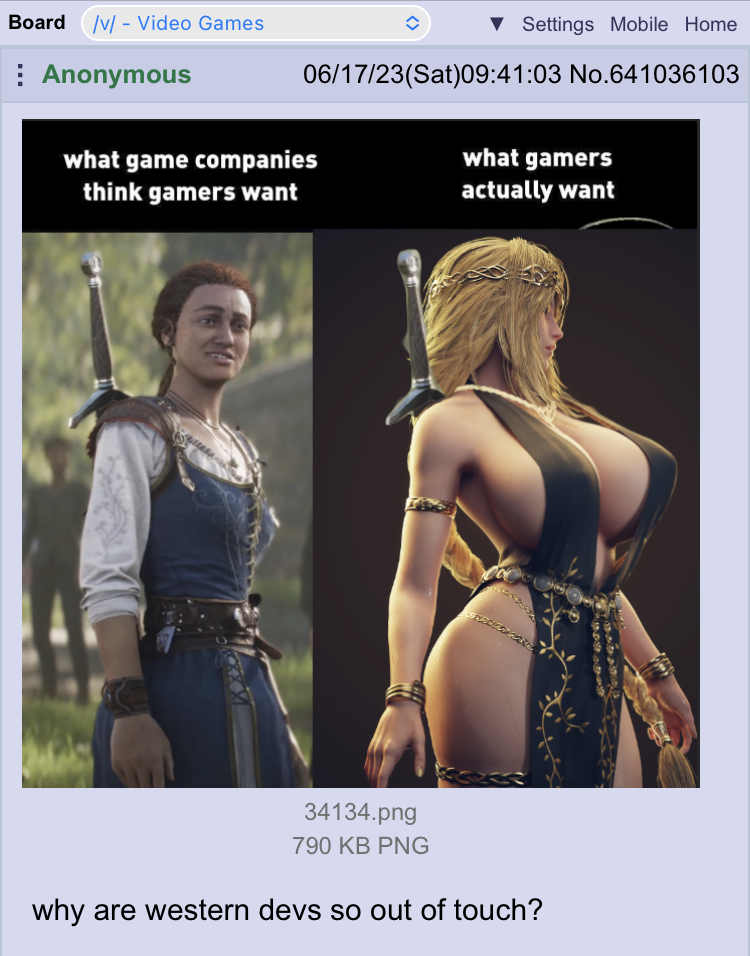 Board /v/ - Video Games ▼ Settings Mobile Home
Anonymous 06/17/23(Sat)09:41:03 No.641036103
what game companies
think gamers want
what gamers
actually want
34134.png
790 KB PNG
why are western devs so out of touch?